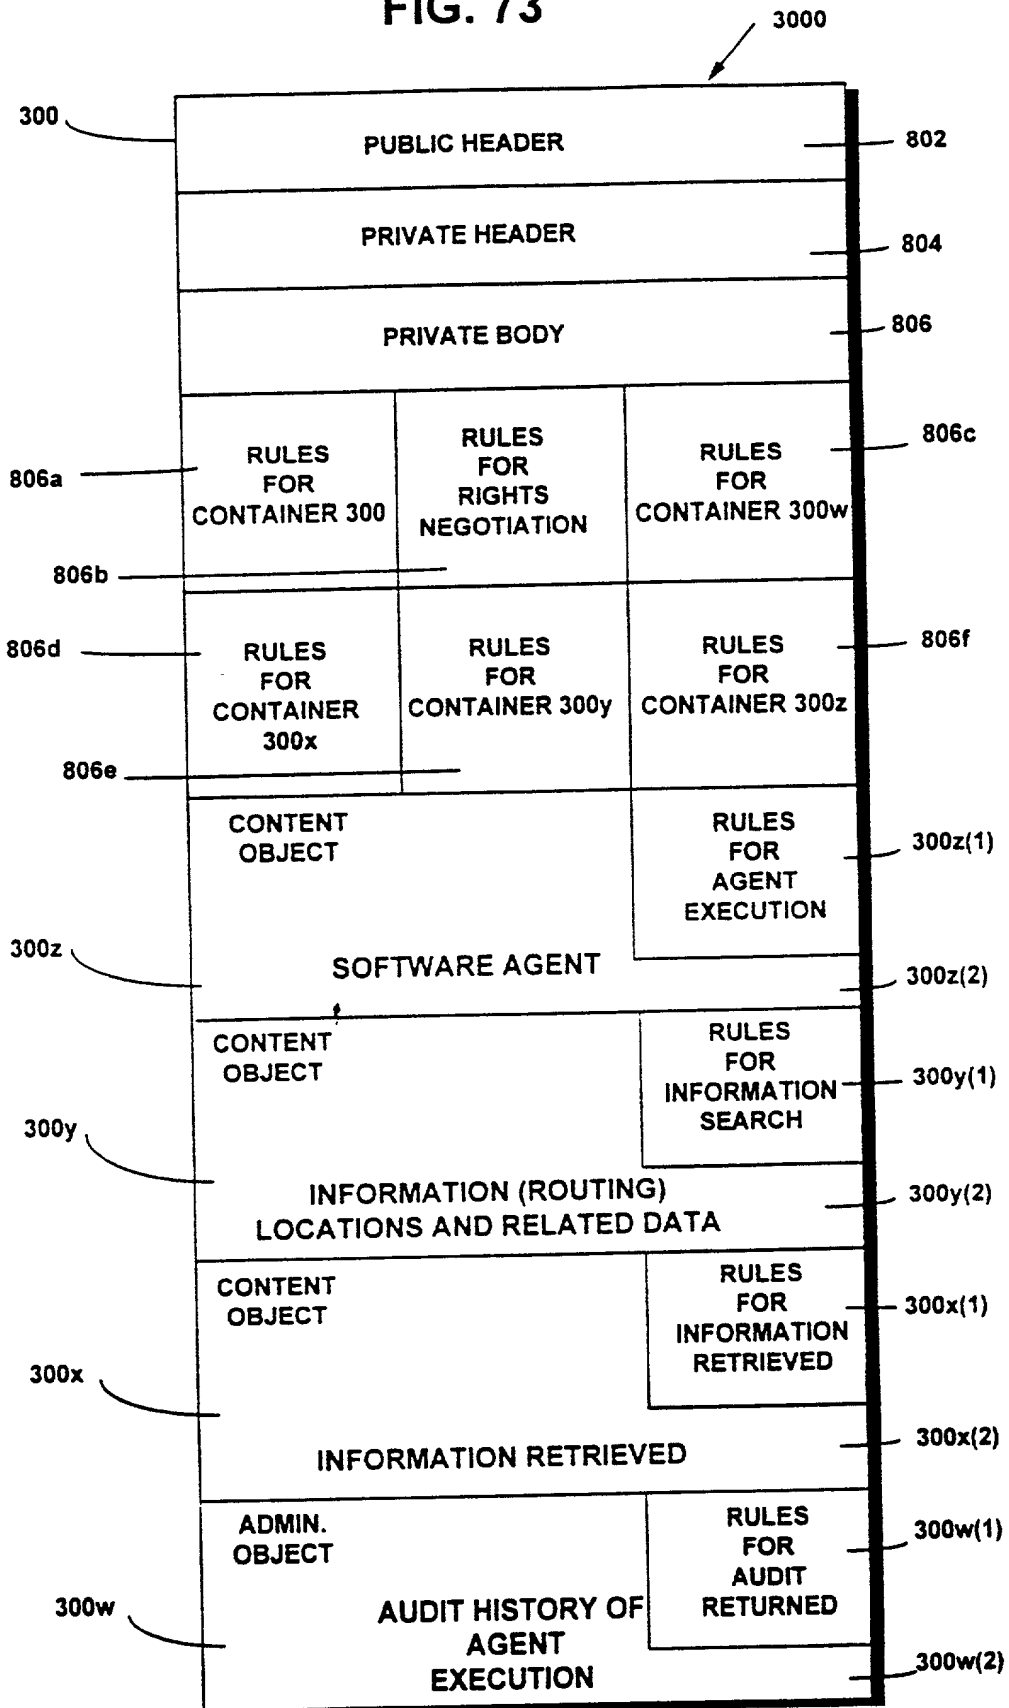 FIG. 73
3000
300
PUBLIC HEADER
802
PRIVATE HEADER
804
PRIVATE BODY
806
806a
RULES
FOR
CONTAINER 300
806b
RULES
FOR
RIGHTS
NEGOTIATION
RULES
FOR
CONTAINER 300w
806c
806d
RULES
FOR
CONTAINER
300x
806e
RULES
FOR
CONTAINER 300y
RULES
FOR
CONTAINER 300z
806f
CONTENT
OBJECT
RULES
FOR
AGENT
EXECUTION
300z(1)
300z
SOFTWARE AGENT
300z(2)
CONTENT
OBJECT
RULES
FOR
INFORMATION
SEARCH
300y(1)
300y
INFORMATION (ROUTING)
LOCATIONS AND RELATED DATA
300y(2)
CONTENT
OBJECT
RULES
FOR
INFORMATION
RETRIEVED
300x(1)
300x
INFORMATION RETRIEVED
300x(2)
ADMIN.
OBJECT
RULES
FOR
AUDIT
RETURNED
300w(1)
300w
AUDIT HISTORY OF
AGENT
EXECUTION
300w(2)